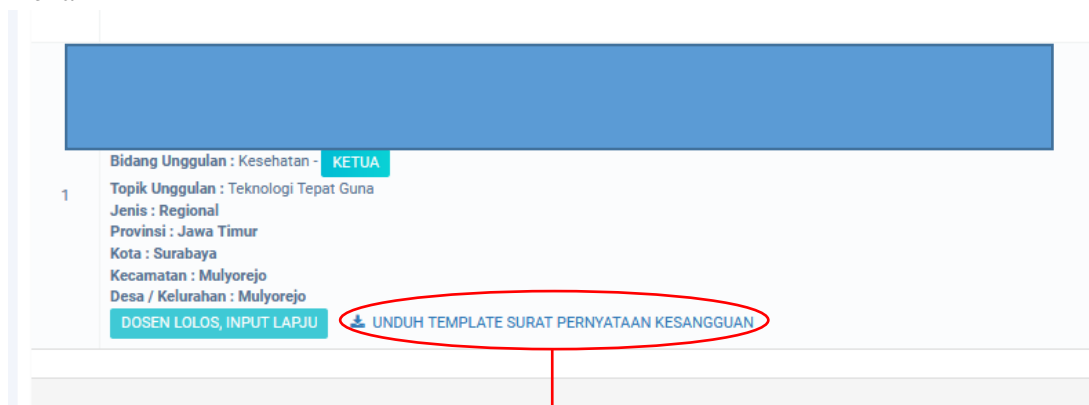 Bidang Unggulan : Kesehatan - KETUA
1
Topik Unggulan : Teknologi Tepat Guna
Jenis : Regional
Provinsi : Jawa Timur
Kota : Surabaya
Kecamatan : Mulyorejo
Desa / Kelurahan : Mulyorejo
DOSEN LOLOS, INPUT LAPJU UNDUH TEMPLATE SURAT PERNYATAAN KESANGGUAN